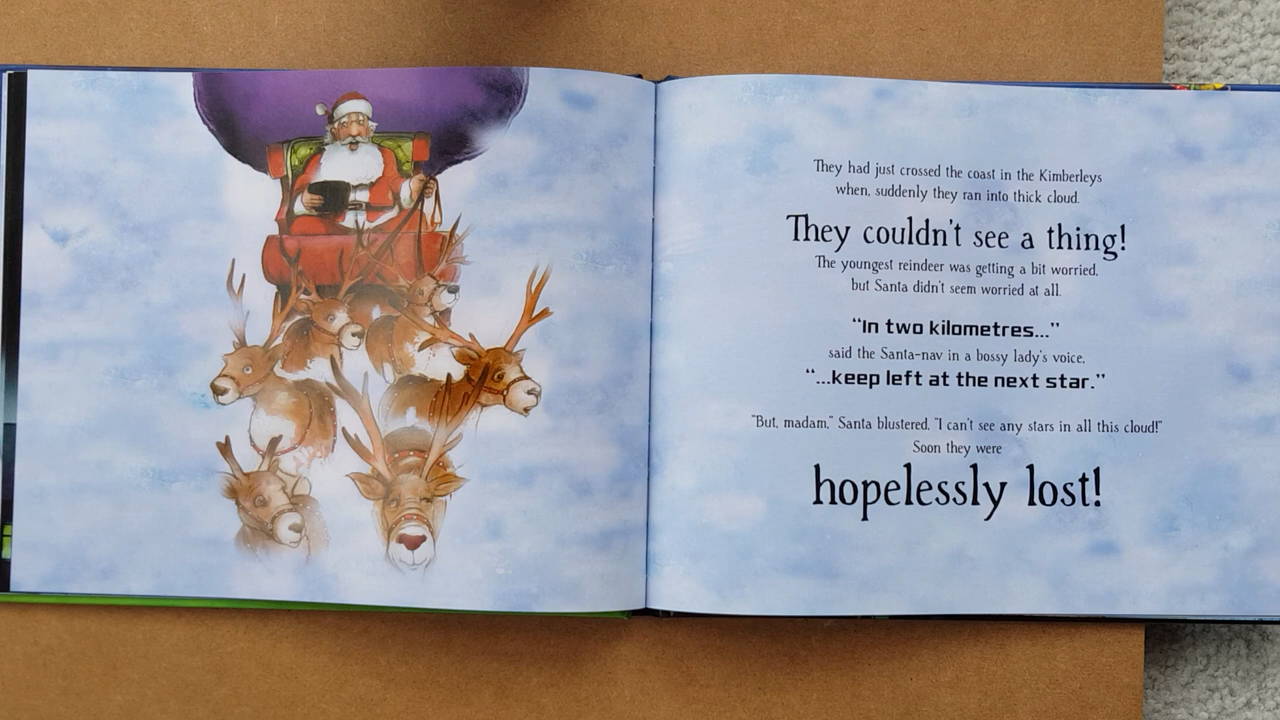 They had just crossed the coast in the Kimberleys
when, suddenly they ran into thick cloud.
They couldn't see a thing!
The youngest reindeer was getting a bit worried,
but Santa didn't seem worried at all.
“In two kilometres...”
said the Santa-nav in a bossy lady's voice,
“...keep left at the next star.”
"But, madam," Santa blustered, "I can't see any stars in all this cloud!"
Soon they were
hopelessly lost!